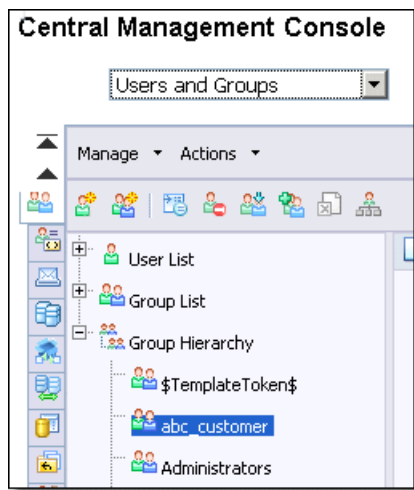 Central Management Console
Users and Groups
Manage Actions
User List
Group List
Group Hierarchy
$TemplateToken$
abc_customer
Administrators